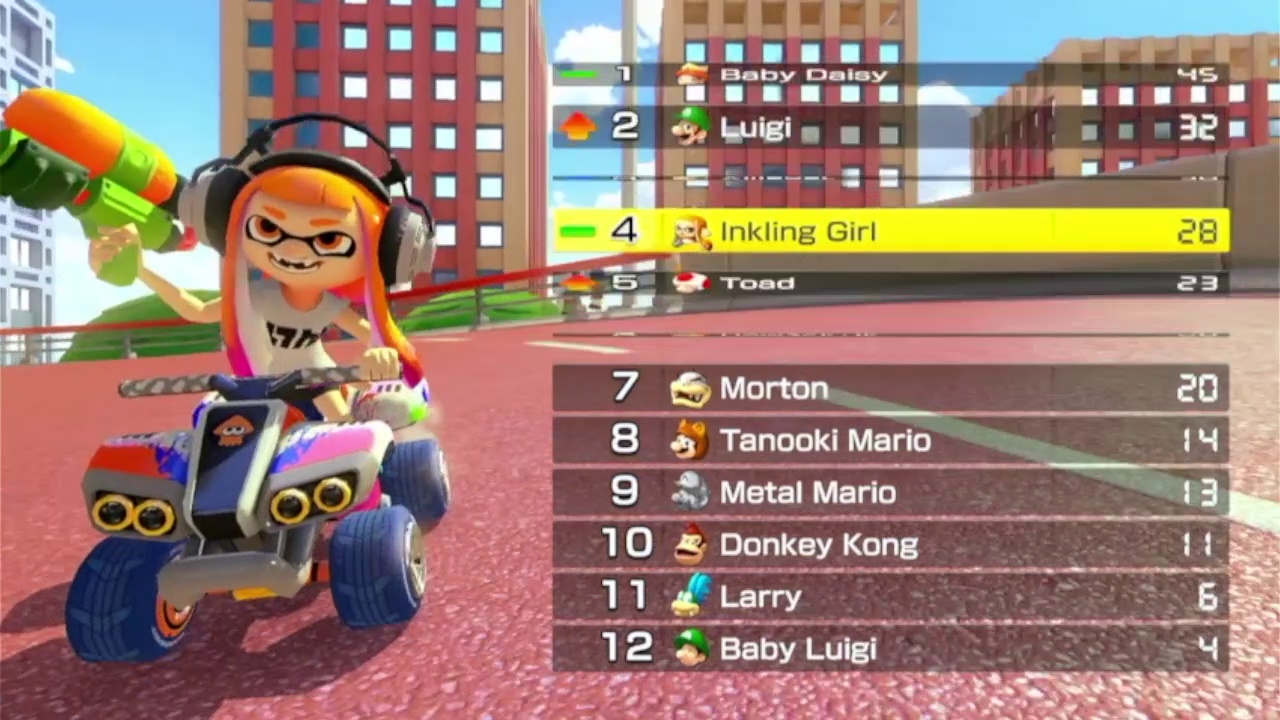 1 Baby Daisy 45
2 Luigi 32
4 Inkling Girl 28
5 Toad 23
7 Morton 20
8 Tanooki Mario 14
9 Metal Mario 13
10 Donkey Kong 11
11 Larry 6
12 Baby Luigi 4